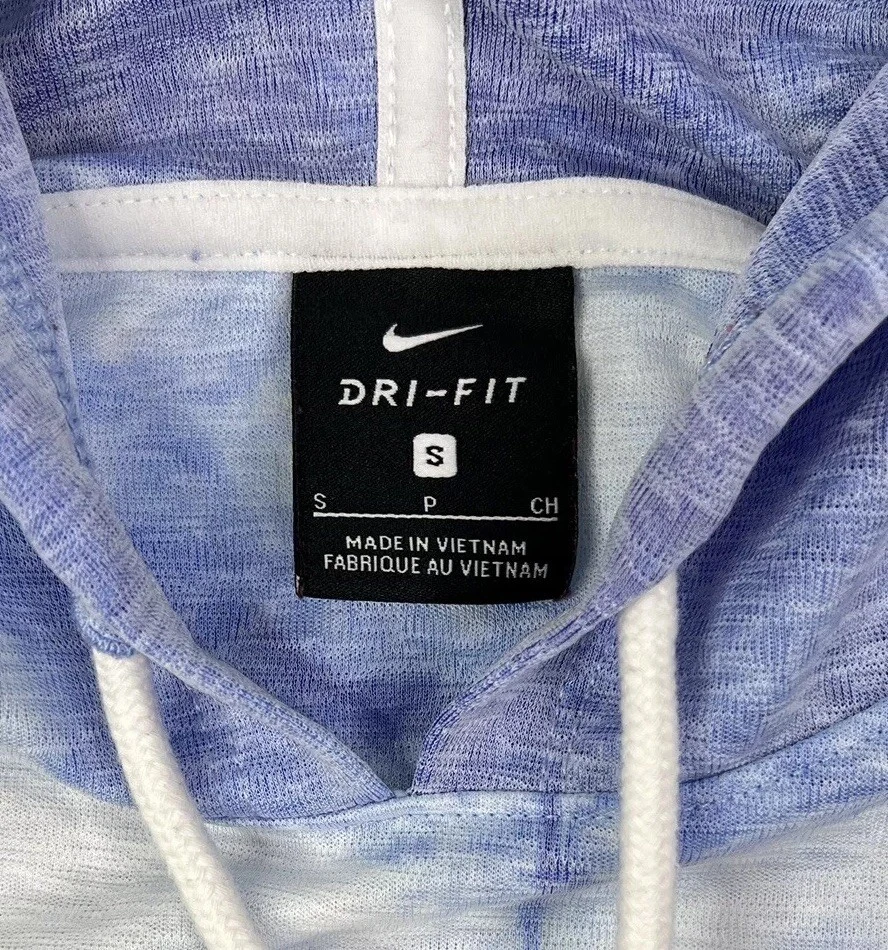 DRI-FIT
S
S P CH
MADE IN VIETNAM
FABRIQUE AU VIETNAM